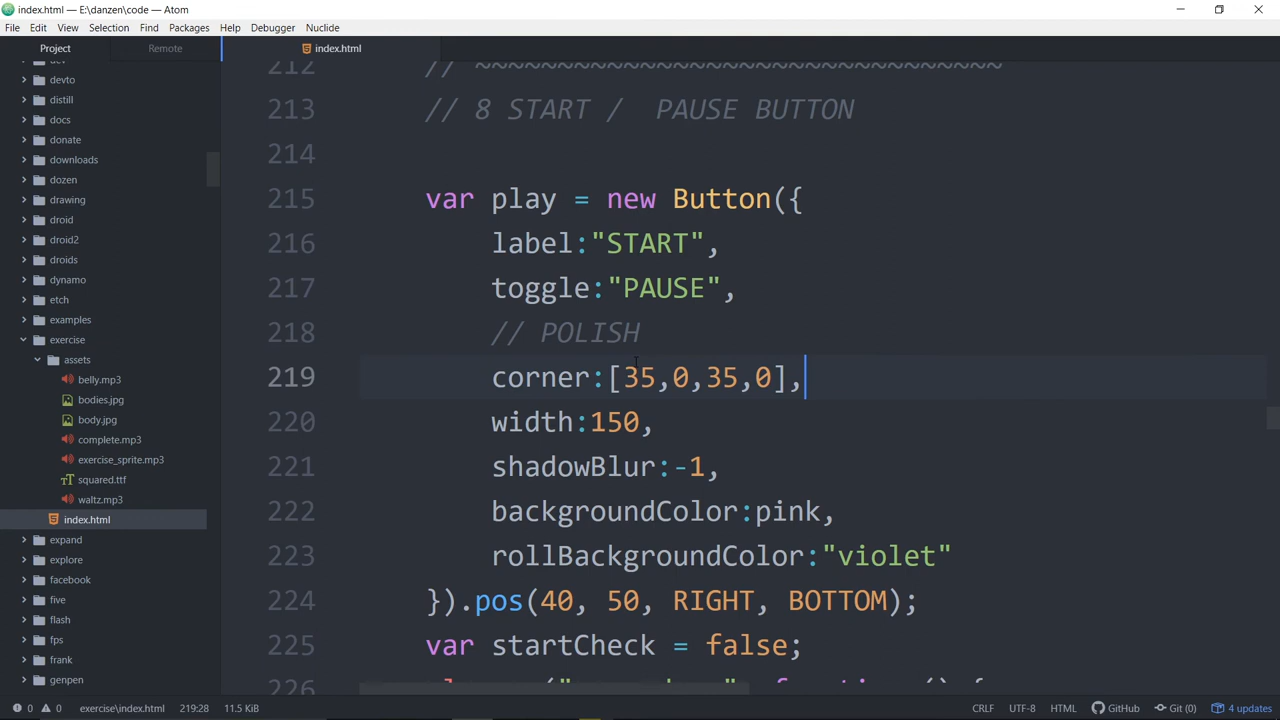 index.html — E:\danzen\code — Atom
File Edit View Selection Find Packages Help Debugger Nuclide
Project Remote
index.html
devto
distill
docs
donate
downloads
dozen
drawing
droid
droid2
droids
dynamo
etch
examples
exercise
assets
belly.mp3
bodies.jpg
body.jpg
complete.mp3
exercise_sprite.mp3
squared.ttf
waltz.mp3
index.html
expand
explore
facebook
five
flash
fps
frank
genpen
212 // ~~~~~~~~~~~~~~~~~~~~~~~~~~~~~~~~
213 // 8 START /  PAUSE BUTTON
214
215 var play = new Button({
216 label:"START",
217 toggle:"PAUSE",
218 // POLISH
219 corner:[35,0,35,0],
220 width:150,
221 shadowBlur:-1,
222 backgroundColor:pink,
223 rollBackgroundColor:"violet"
224 }).pos(40, 50, RIGHT, BOTTOM);
225 var startCheck = false;
226
0 0 exercise\index.html 219:28 11.5 KiB CRLF UTF-8 HTML GitHub Git (0) 4 updates